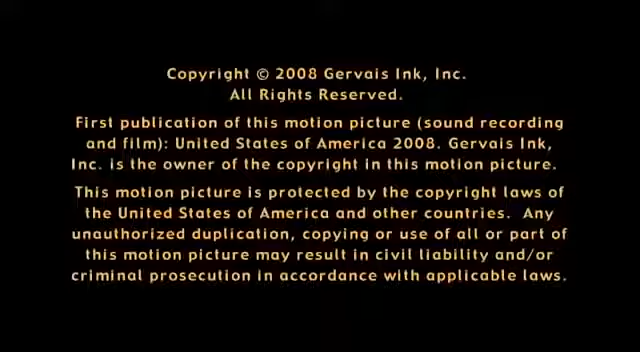 Copyright © 2008 Gervais Ink, Inc.
All Rights Reserved.
First publication of this motion picture (sound recording
and film): United States of America 2008. Gervais Ink,
Inc. is the owner of the copyright in this motion picture.
This motion picture is protected by the copyright laws of
the United States of America and other countries.  Any
unauthorized duplication, copying or use of all or part of
this motion picture may result in civil liability and/or
criminal prosecution in accordance with applicable laws.